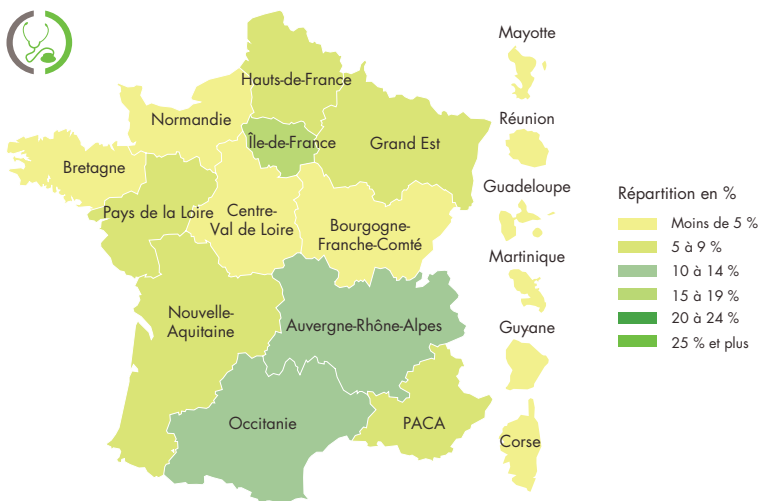 Mayotte
Hauts-de-France
Normandie
Réunion
Île-de-France
Grand Est
Bretagne
Guadeloupe
Pays de la Loire
Centre-
Val de Loire
Bourgogne-
Franche-Comté
Martinique
Nouvelle-
Aquitaine
Auvergne-Rhône-Alpes
Guyane
Occitanie
PACA
Corse
Répartition en %
Moins de 5 %
5 à 9 %
10 à 14 %
15 à 19 %
20 à 24 %
25 % et plus